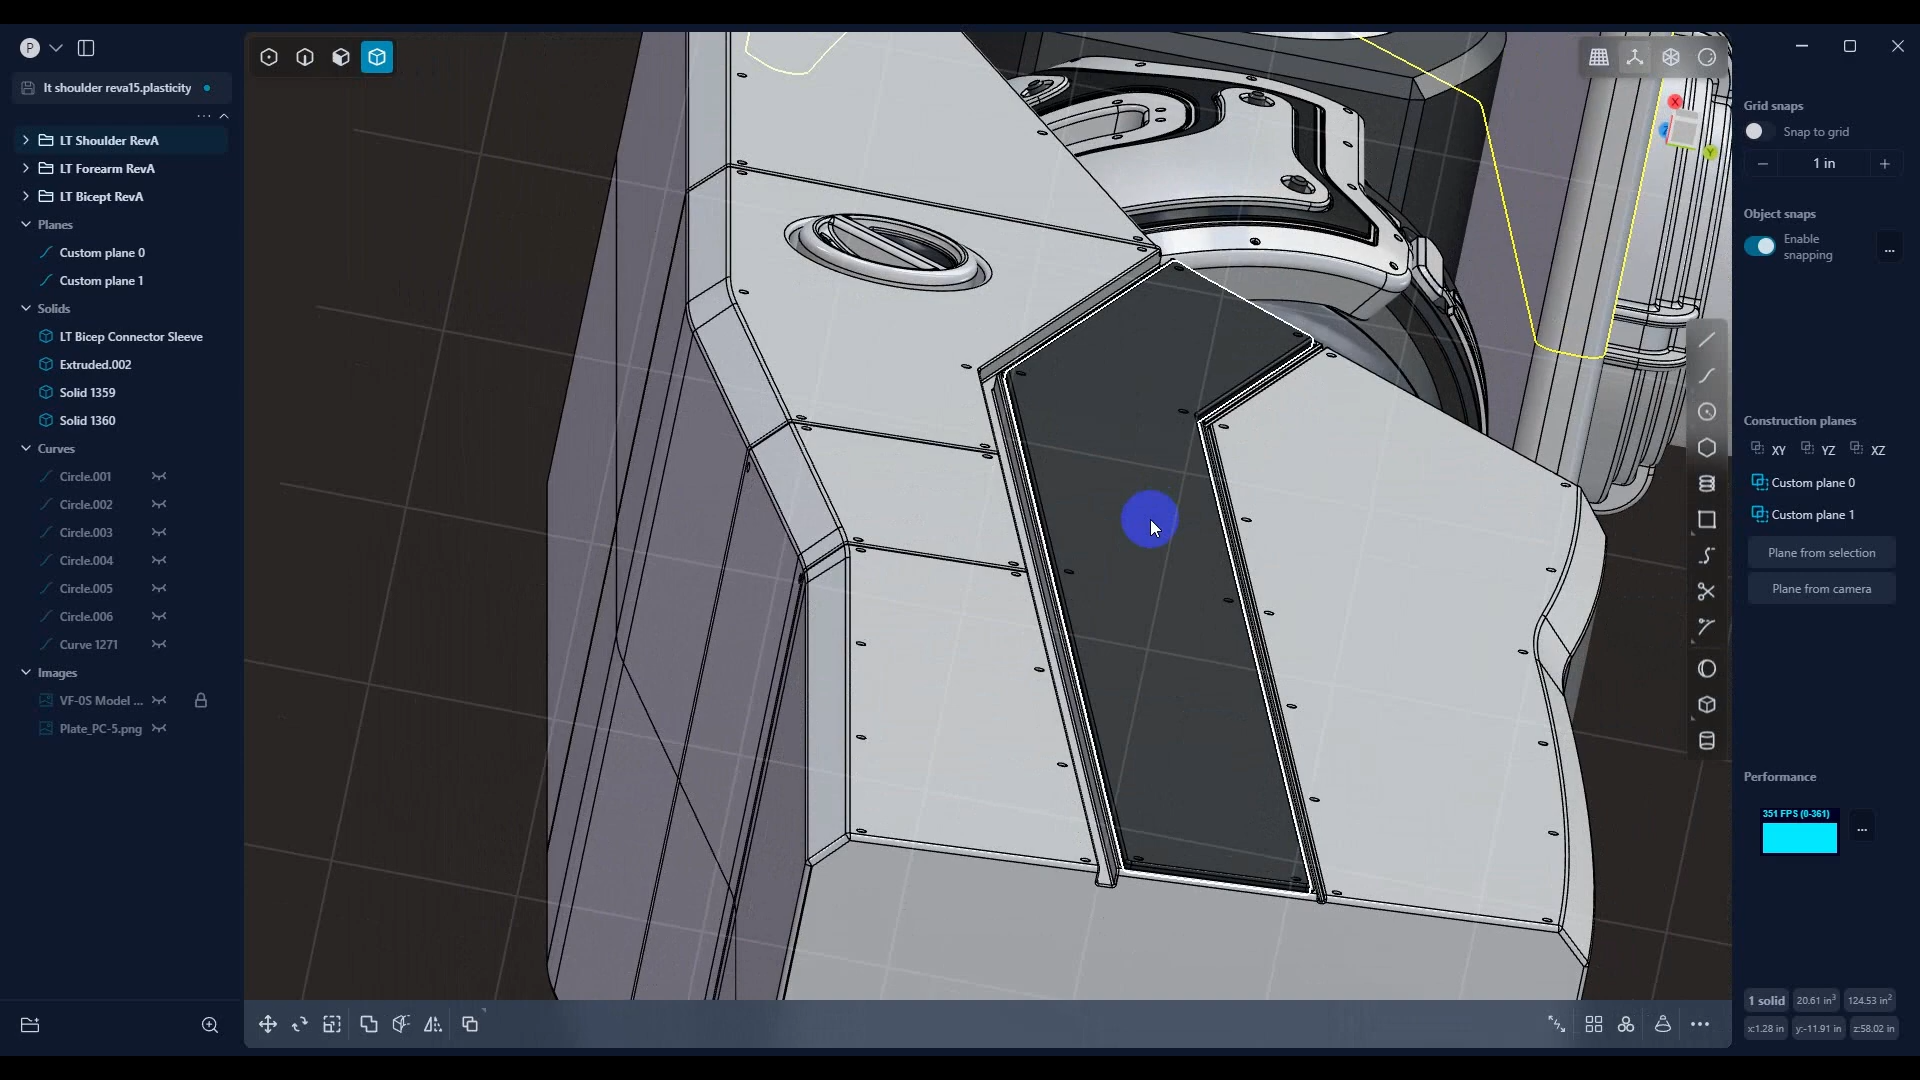 P
lt shoulder reva15.plasticity
LT Shoulder RevA
LT Forearm RevA
LT Bicept RevA
Planes
Custom plane 0
Custom plane 1
Solids
LT Bicep Connector Sleeve
Extruded.002
Solid 1359
Solid 1360
Curves
Circle.001
Circle.002
Circle.003
Circle.004
Circle.005
Circle.006
Curve 1271
Images
VF-0S Model ...
Plate_PC-5.png
X
Z
Y
Grid snaps
Snap to grid
1 in
Object snaps
Enable
snapping
Construction planes
XY YZ XZ
Custom plane 0
Custom plane 1
Plane from selection
Plane from camera
Performance
351 FPS (0-361)
1 solid 20.61 in³ 124.53 in²
x:1.28 in y:-11.91 in z:58.02 in